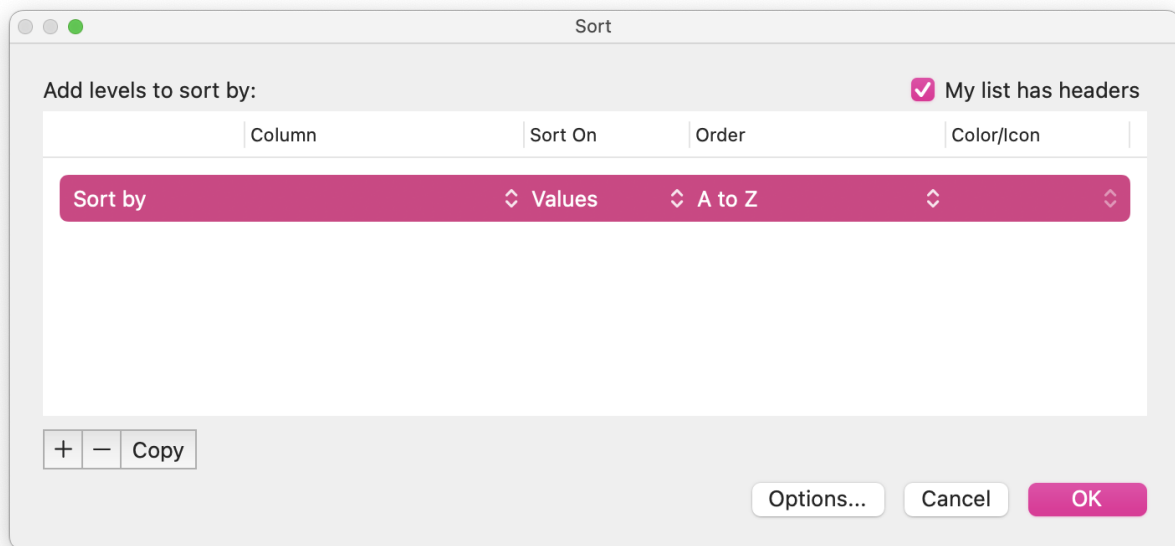 Sort
Add levels to sort by: My list has headers
Column Sort On Order Color/Icon
Sort by Values A to Z
+ − Copy
Options... Cancel OK